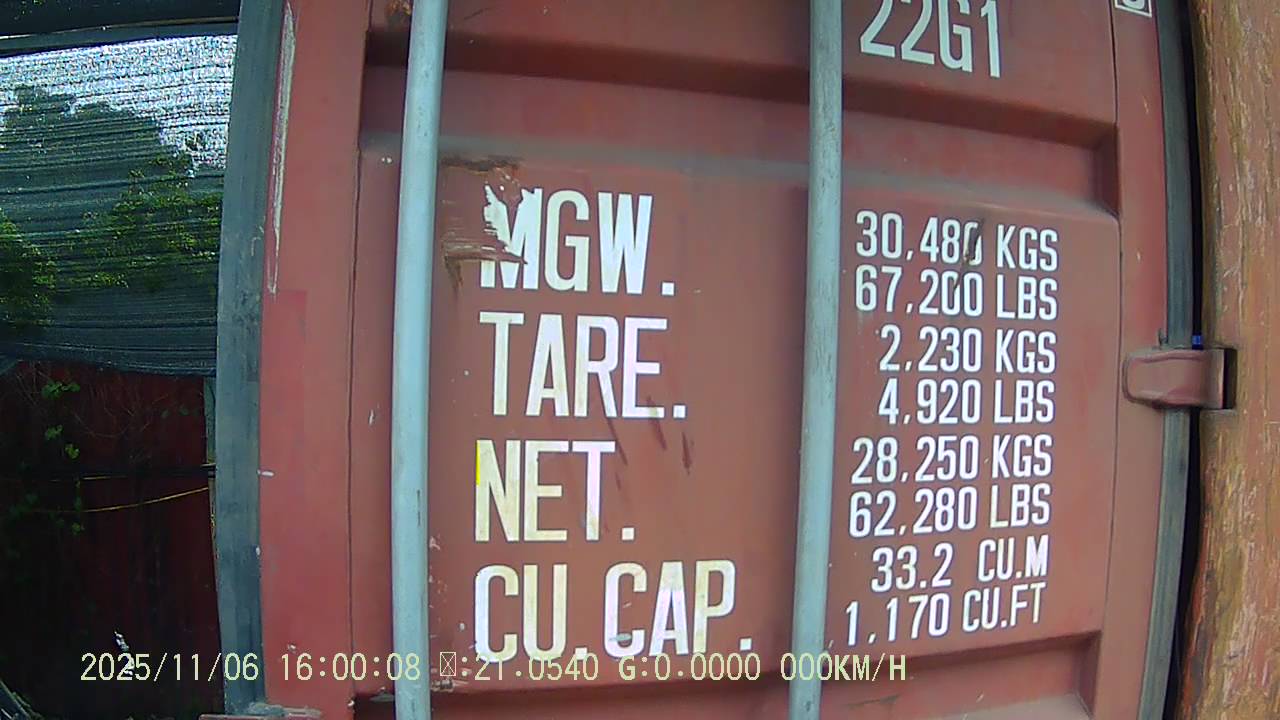 22G1
MGW. 30,480 KGS
67,200 LBS
TARE. 2,230 KGS
4,920 LBS
NET. 28,250 KGS
62,280 LBS
CU.CAP. 33.2 CU.M
1,170 CU.FT
2025/11/06 16:00:08 :21.0540 G:0.0000 000KM/H